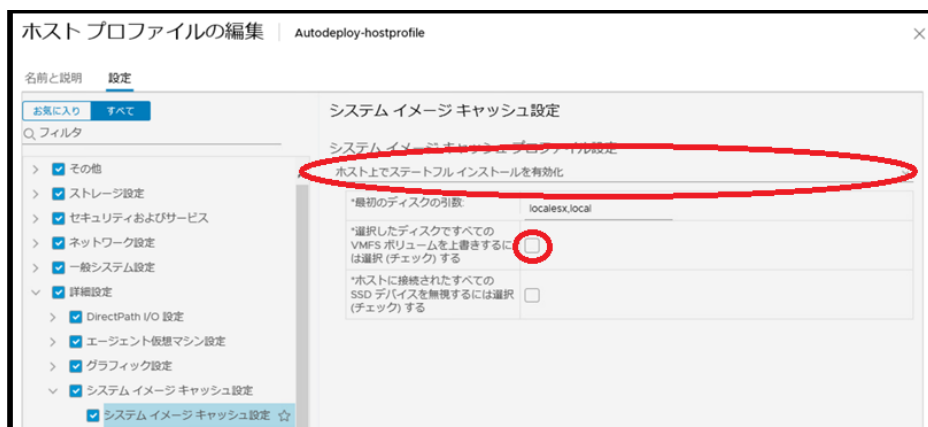 ホスト プロファイルの編集 | Autodeploy-hostprofile
名前と説明 設定
お気に入り すべて
フィルタ
その他
ストレージ設定
セキュリティおよびサービス
ネットワーク設定
一般システム設定
詳細設定
DirectPath I/O 設定
エージェント仮想マシン設定
グラフィック設定
システム イメージ キャッシュ設定
システム イメージ キャッシュ設定
システム イメージ キャッシュ設定
システム イメージ キャッシュ プロファイル設定
ホスト上でステートフル インストールを有効化
*最初のディスクの引数: localesx,local
*選択したディスクですべての
VMFS ボリュームを上書きするに
は選択 (チェック) する
*ホストに接続されたすべての
SSD デバイスを無視するには選択
(チェック) する